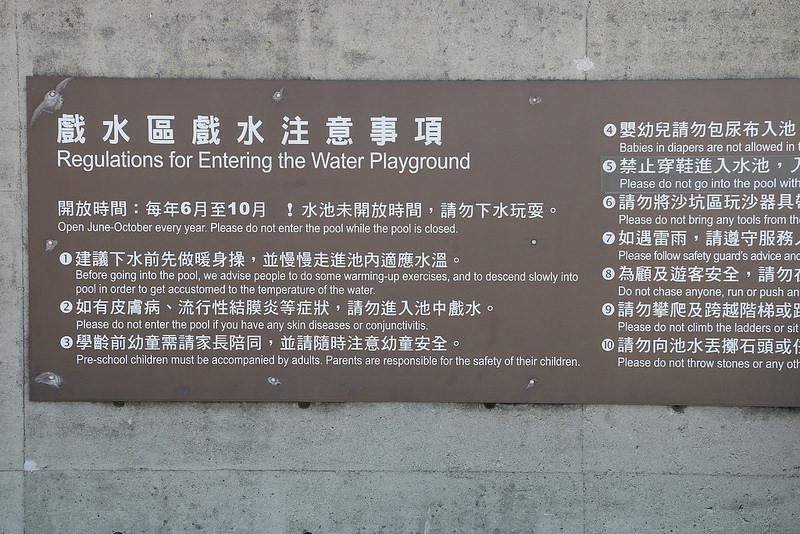 戲水區戲水注意事項
Regulations for Entering the Water Playground
開放時間：每年6月至10月 ！水池未開放時間，請勿下水玩耍。
Open June-October every year. Please do not enter the pool while the pool is closed.
❶建議下水前先做暖身操，並慢慢走進池內適應水溫。
Before going into the pool, we advise people to do some warming-up exercises, and to descend slowly into
pool in order to get accustomed to the temperature of the water.
❷如有皮膚病、流行性結膜炎等症狀，請勿進入池中戲水。
Please do not enter the pool if you have any skin diseases or conjunctivitis.
❸學齡前幼童需請家長陪同，並請隨時注意幼童安全。
Pre-school children must be accompanied by adults. Parents are responsible for the safety of their children.
❹嬰幼兒請勿包尿布入池
Babies in diapers are not allowed in
❺禁止穿鞋進入水池，
Please do not go into the pool with
❻請勿將沙坑區玩沙器具
Please do not bring any tools from
❼如遇雷雨，請遵守服務
Please follow safety guard's advice
❽為顧及遊客安全，請勿
Do not chase anyone, run or push
❾請勿攀爬及跨越階梯或
Please do not climb the ladders or sit
❿請勿向池水丟擲石頭或
Please do not throw stones or any